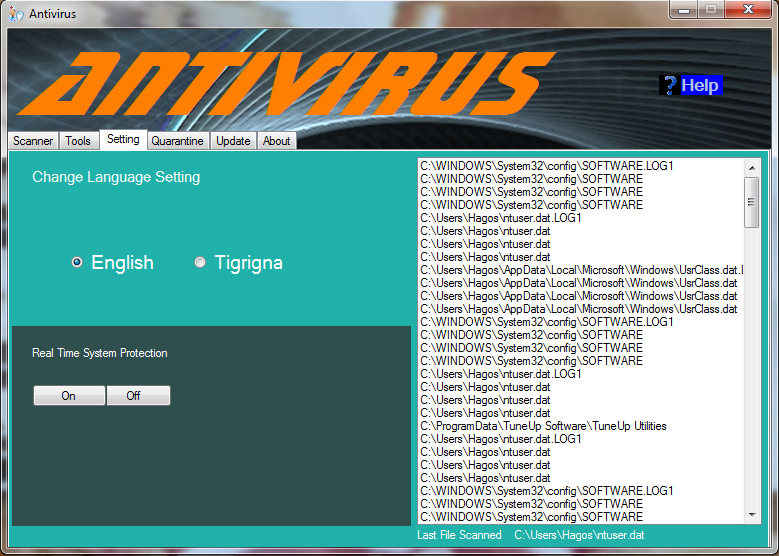 Antivirus
ANTIVIRUS
? Help
Scanner Tools Setting Quarantine Update About
Change Language Setting
English Tigrigna
Real Time System Protection
On Off
C:\WINDOWS\System32\config\SOFTWARE.LOG1
C:\WINDOWS\System32\config\SOFTWARE
C:\WINDOWS\System32\config\SOFTWARE
C:\WINDOWS\System32\config\SOFTWARE
C:\Users\Hagos\ntuser.dat.LOG1
C:\Users\Hagos\ntuser.dat
C:\Users\Hagos\ntuser.dat
C:\Users\Hagos\ntuser.dat
C:\Users\Hagos\AppData\Local\Microsoft\Windows\UsrClass.dat.l
C:\Users\Hagos\AppData\Local\Microsoft\Windows\UsrClass.dat
C:\Users\Hagos\AppData\Local\Microsoft\Windows\UsrClass.dat
C:\Users\Hagos\AppData\Local\Microsoft\Windows\UsrClass.dat
C:\WINDOWS\System32\config\SOFTWARE.LOG1
C:\WINDOWS\System32\config\SOFTWARE
C:\WINDOWS\System32\config\SOFTWARE
C:\WINDOWS\System32\config\SOFTWARE
C:\Users\Hagos\ntuser.dat.LOG1
C:\Users\Hagos\ntuser.dat
C:\Users\Hagos\ntuser.dat
C:\Users\Hagos\ntuser.dat
C:\ProgramData\TuneUp Software\TuneUp Utilities
C:\Users\Hagos\ntuser.dat.LOG1
C:\Users\Hagos\ntuser.dat
C:\Users\Hagos\ntuser.dat
C:\Users\Hagos\ntuser.dat
C:\WINDOWS\System32\config\SOFTWARE.LOG1
C:\WINDOWS\System32\config\SOFTWARE
C:\WINDOWS\System32\config\SOFTWARE
Last File Scanned C:\Users\Hagos\ntuser.dat